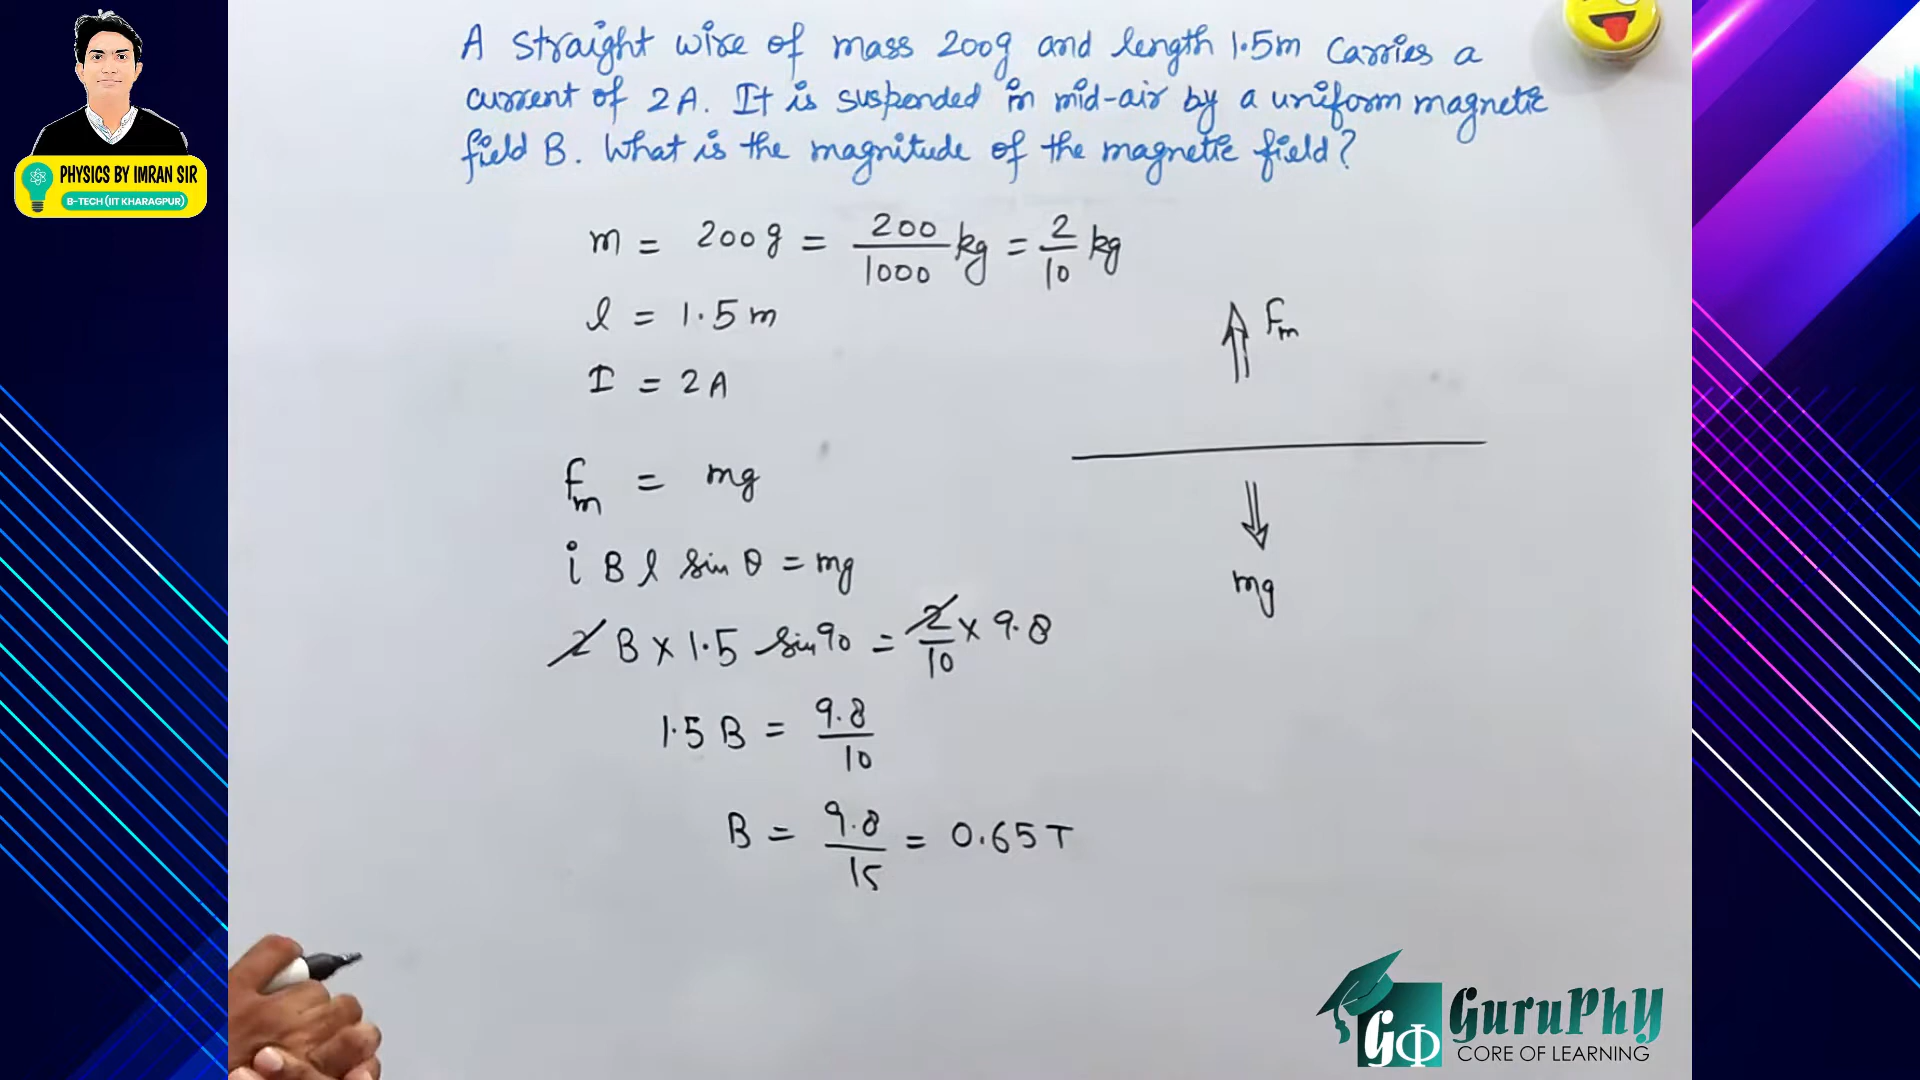 A straight wire of mass 200g and length 1.5m carries a
current of 2A. It is suspended in mid-air by a uniform magnetic
field B. What is the magnitude of the magnetic field?
PHYSICS BY IMRAN SIR
B-TECH (IIT KHARAGPUR)
m = 200g = 200/1000 kg = 2/10 kg
l = 1.5m
I = 2A
Fm
Fm = mg
i B l sin θ = mg
mg
2 B × 1.5 sin 90 = 2/10 × 9.8
1.5 B = 9.8/10
B = 9.8/15 = 0.65 T
GΦ GuruPhy
CORE OF LEARNING